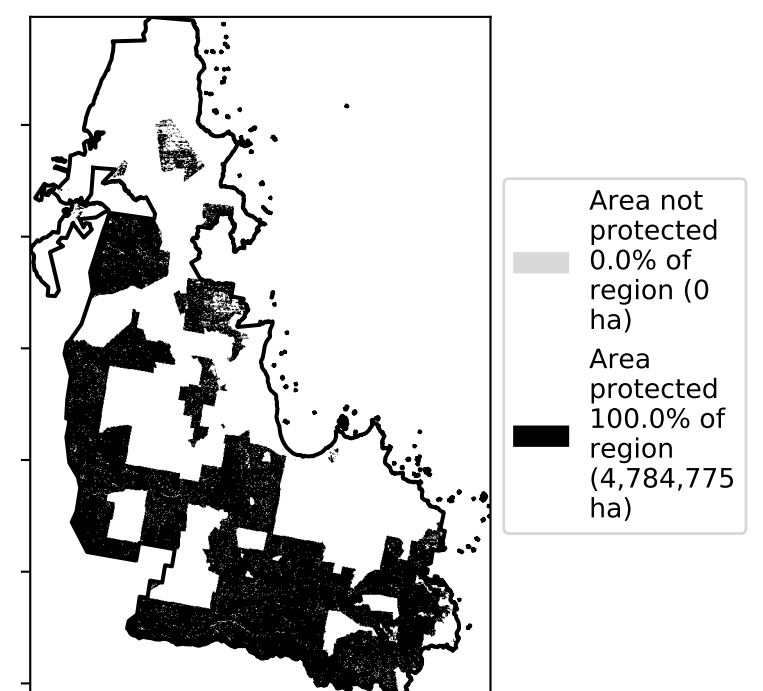 Area not
protected
0.0% of
region (0
ha)
Area
protected
100.0% of
region
(4,784,775
ha)